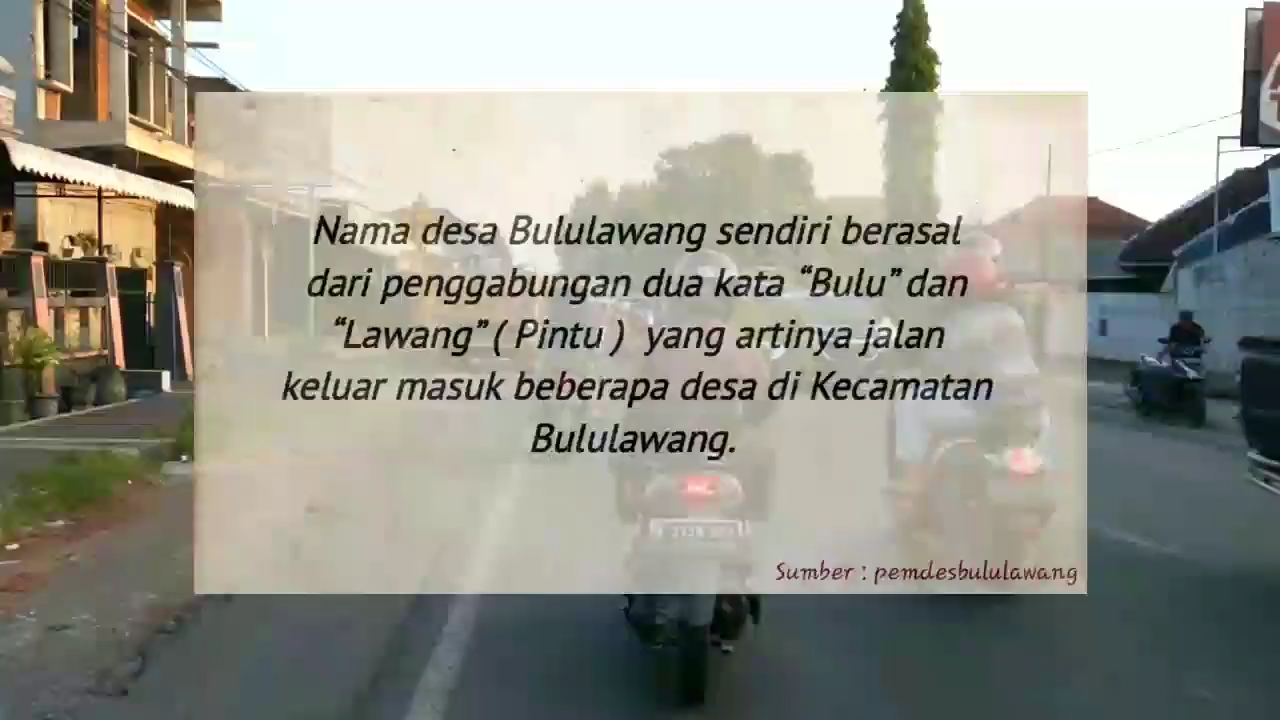 Nama desa Bululawang sendiri berasal
dari penggabungan dua kata “Bulu” dan
“Lawang” ( Pintu ) yang artinya jalan
keluar masuk beberapa desa di Kecamatan
Bululawang.
Sumber : pemdesbululawang